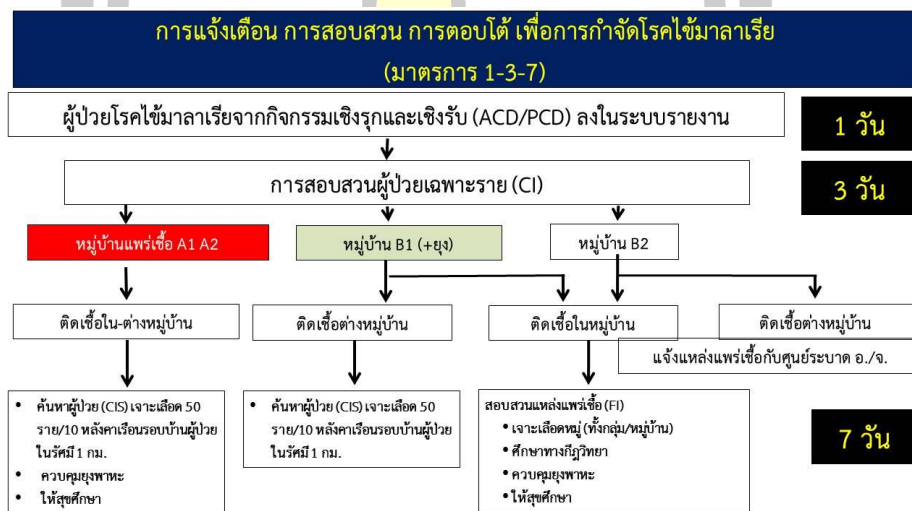 การแจ้งเตือน การสอบสวน การตอบโต้ เพื่อการกำจัดโรคไข้มาลาเรีย
(มาตรการ 1-3-7)
ผู้ป่วยโรคไข้มาลาเรียจากกิจกรรมเชิงรุกและเชิงรับ (ACD/PCD) ลงในระบบรายงาน
1 วัน
การสอบสวนผู้ป่วยเฉพาะราย (CI)
3 วัน
หมู่บ้านแพร่เชื้อ A1 A2
หมู่บ้าน B1 (+ยุง)
หมู่บ้าน B2
ติดเชื้อใน-ต่างหมู่บ้าน
ติดเชื้อต่างหมู่บ้าน
ติดเชื้อในหมู่บ้าน
ติดเชื้อต่างหมู่บ้าน
แจ้งแหล่งแพร่เชื้อกับศูนย์ระบาด อ./จ.
• ค้นหาผู้ป่วย (CIS) เจาะเลือด 50
ราย/10 หลังคาเรือนรอบบ้านผู้ป่วย
ในรัศมี 1 กม.
• ควบคุมยุงพาหะ
• ให้สุขศึกษา
• ค้นหาผู้ป่วย (CIS) เจาะเลือด 50
ราย/10 หลังคาเรือนรอบบ้านผู้ป่วย
ในรัศมี 1 กม.
สอบสวนแหล่งแพร่เชื้อ (FI)
• เจาะเลือดหมู่ (ทั้งกลุ่ม/หมู่บ้าน)
• ศึกษาทางกีฏวิทยา
• ควบคุมยุงพาหะ
• ให้สุขศึกษา
7 วัน